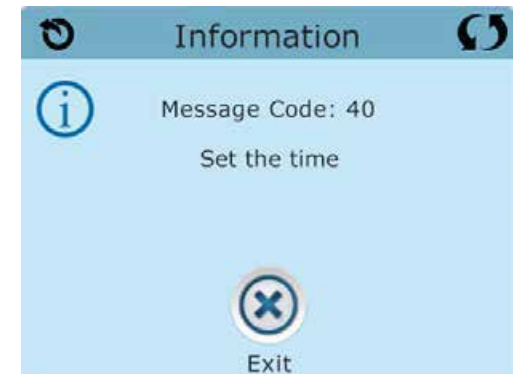 Information
i
Message Code: 40
Set the time
Exit